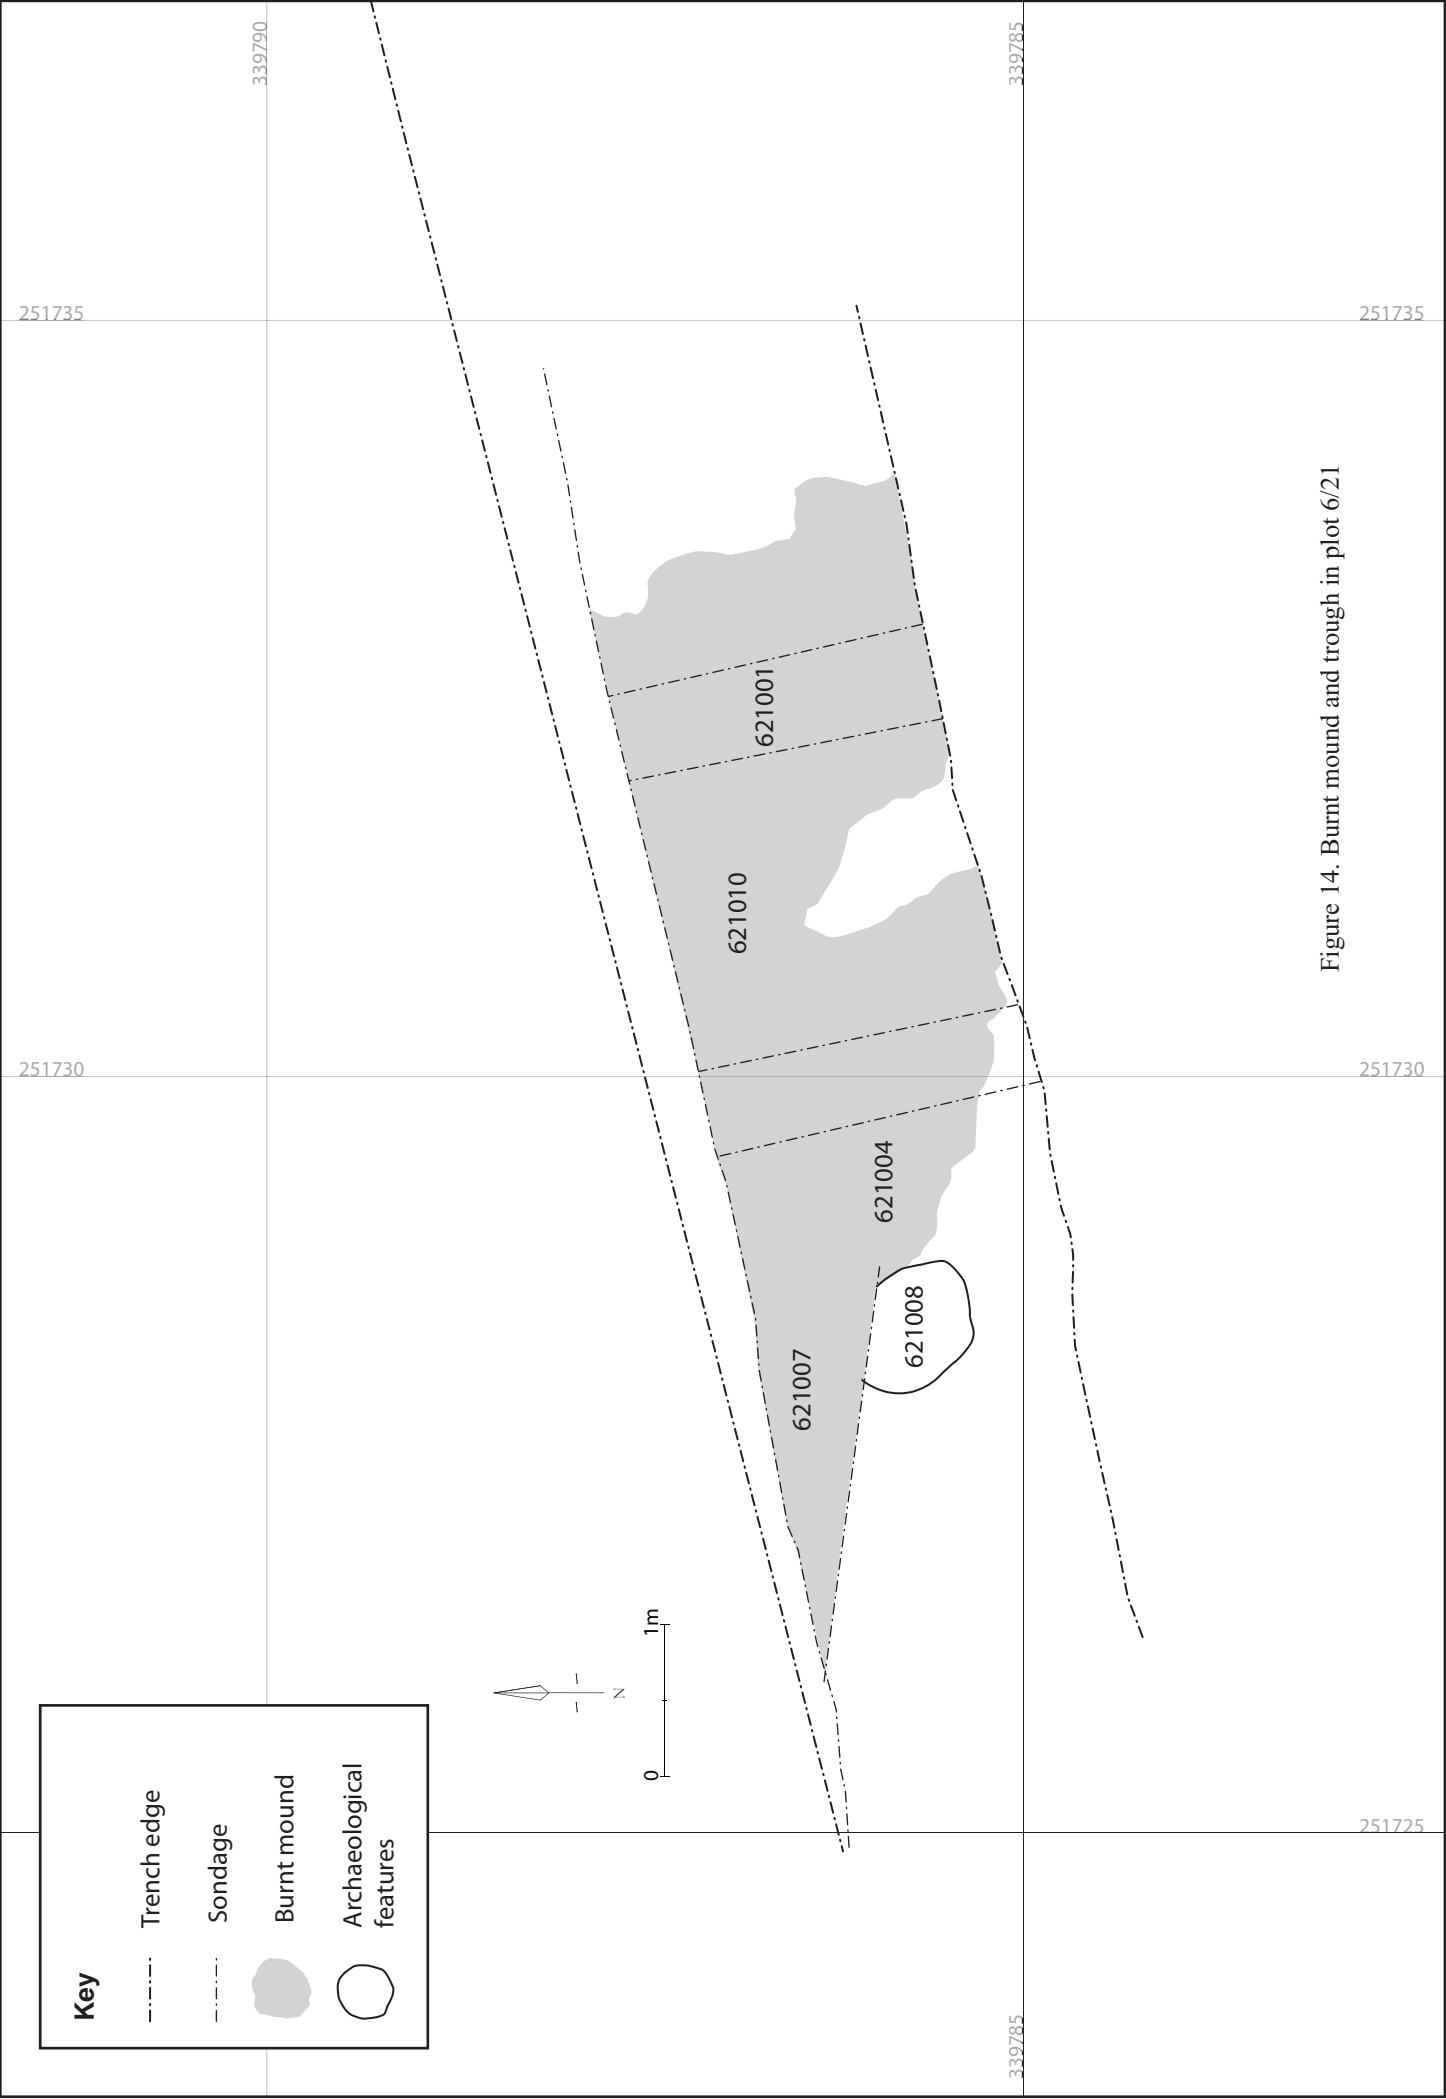 Key
Trench edge
Sondage
Burnt mound
Archaeological
features
339790
339785
339785
251735
251735
251730
251730
251725
N
0
1m
621001
621010
621004
621007
621008
Figure 14. Burnt mound and trough in plot 6/21